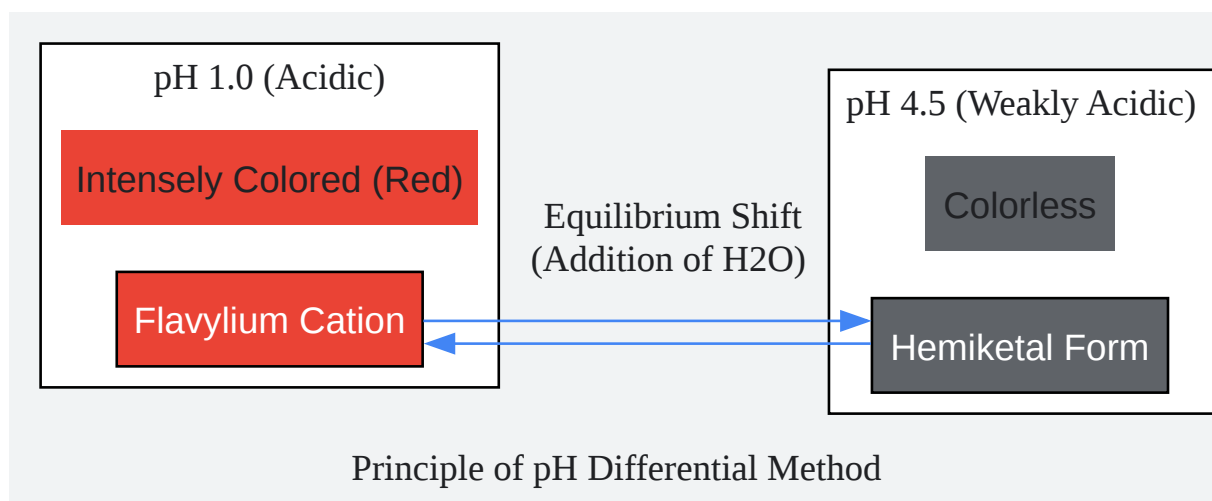 pH 1.0 (Acidic)
Intensely Colored (Red)
Flavylium Cation
Equilibrium Shift
(Addition of H2O)
pH 4.5 (Weakly Acidic)
Colorless
Hemiketal Form
Principle of pH Differential Method